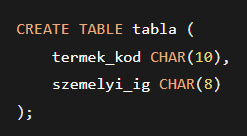 CREATE TABLE tabla (
    termek_kod CHAR(10),
    szemelyi_ig CHAR(8)
);